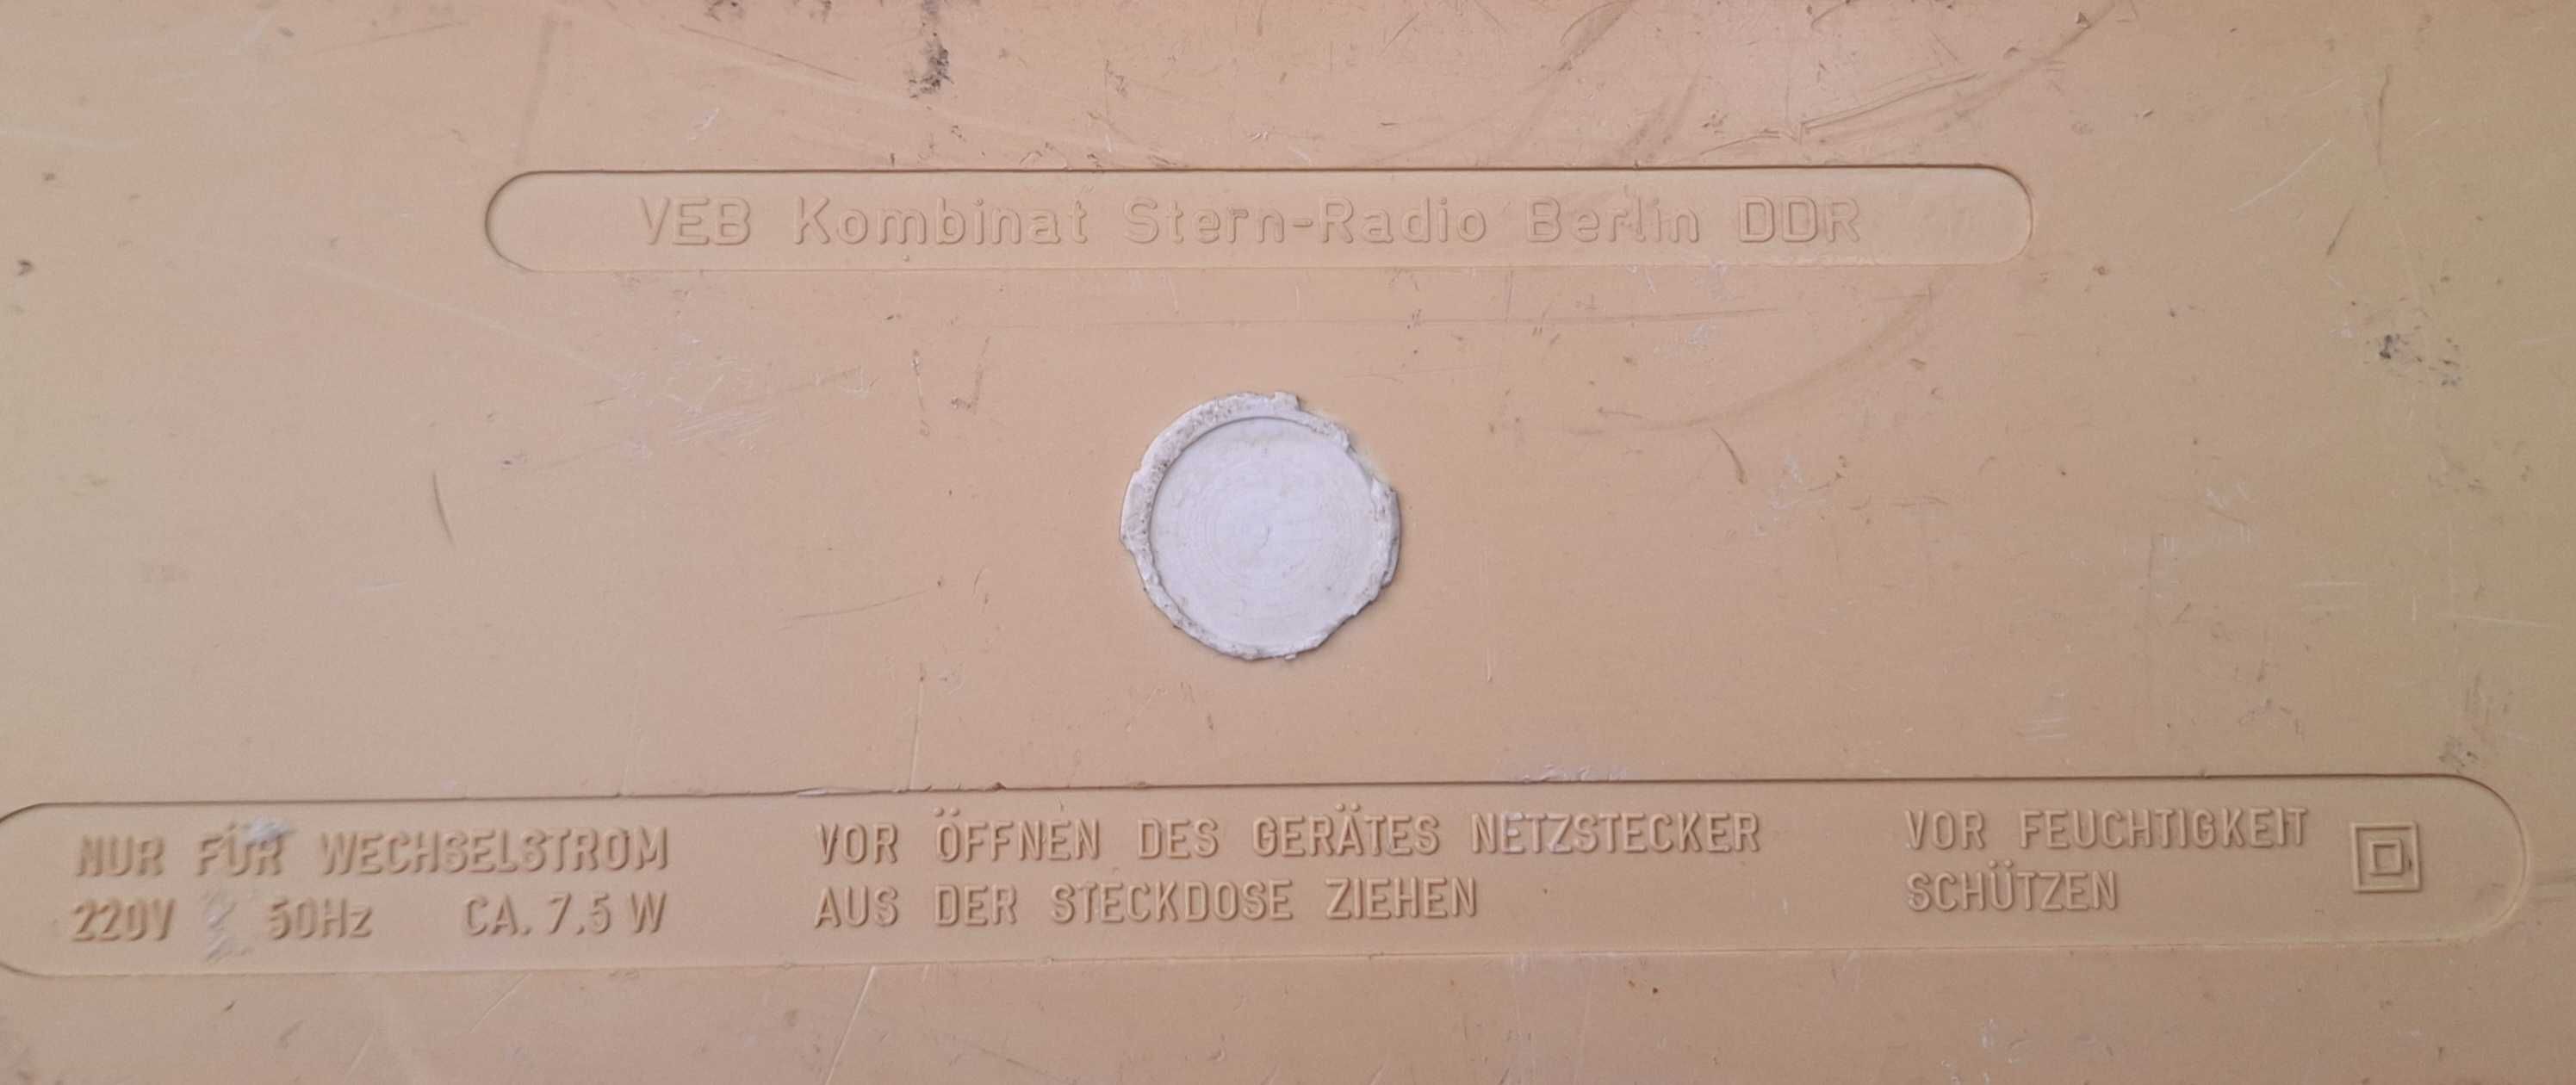 VEB Kombinat Stern-Radio Berlin DDR
NUR FÜR WECHSELSTROM
220V 50Hz CA. 7.5 W
VOR ÖFFNEN DES GERÄTES NETZSTECKER
AUS DER STECKDOSE ZIEHEN
VOR FEUCHTIGKEIT
SCHÜTZEN